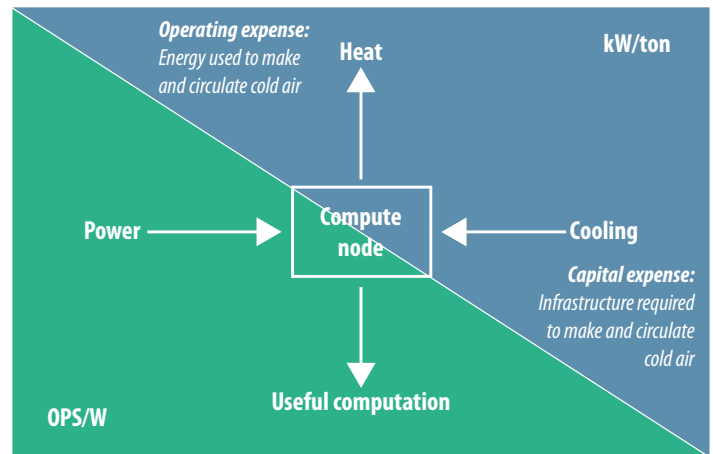 Operating expense:
Energy used to make
and circulate cold air
Heat
kW/ton
Power
Compute
node
Cooling
Capital expense:
Infrastructure required
to make and circulate
cold air
Useful computation
OPS/W